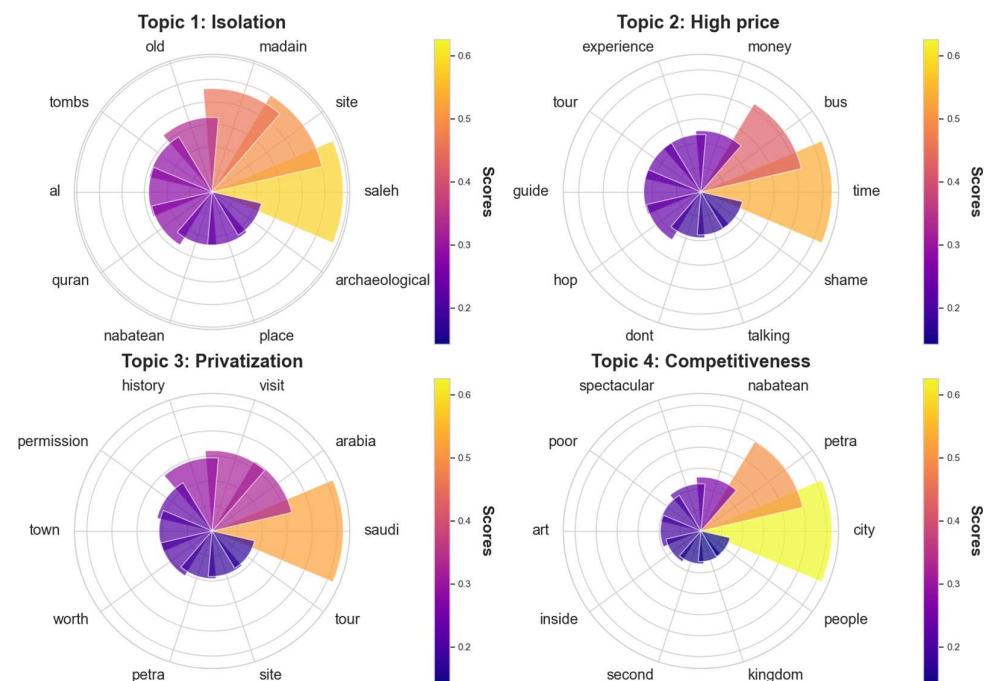 Topic 1: Isolation
old
madain
tombs
site
al
saleh
quran
archaeological
nabatean
place
0.6
0.5
0.4
0.3
0.2
Scores
Topic 2: High price
experience
money
tour
bus
guide
time
hop
shame
dont
talking
0.6
0.5
0.4
0.3
0.2
Scores
Topic 3: Privatization
history
visit
permission
arabia
town
saudi
worth
tour
petra
site
0.6
0.5
0.4
0.3
0.2
Scores
Topic 4: Competitiveness
spectacular
nabatean
poor
petra
art
city
inside
people
second
kingdom
0.6
0.5
0.4
0.3
0.2
Scores